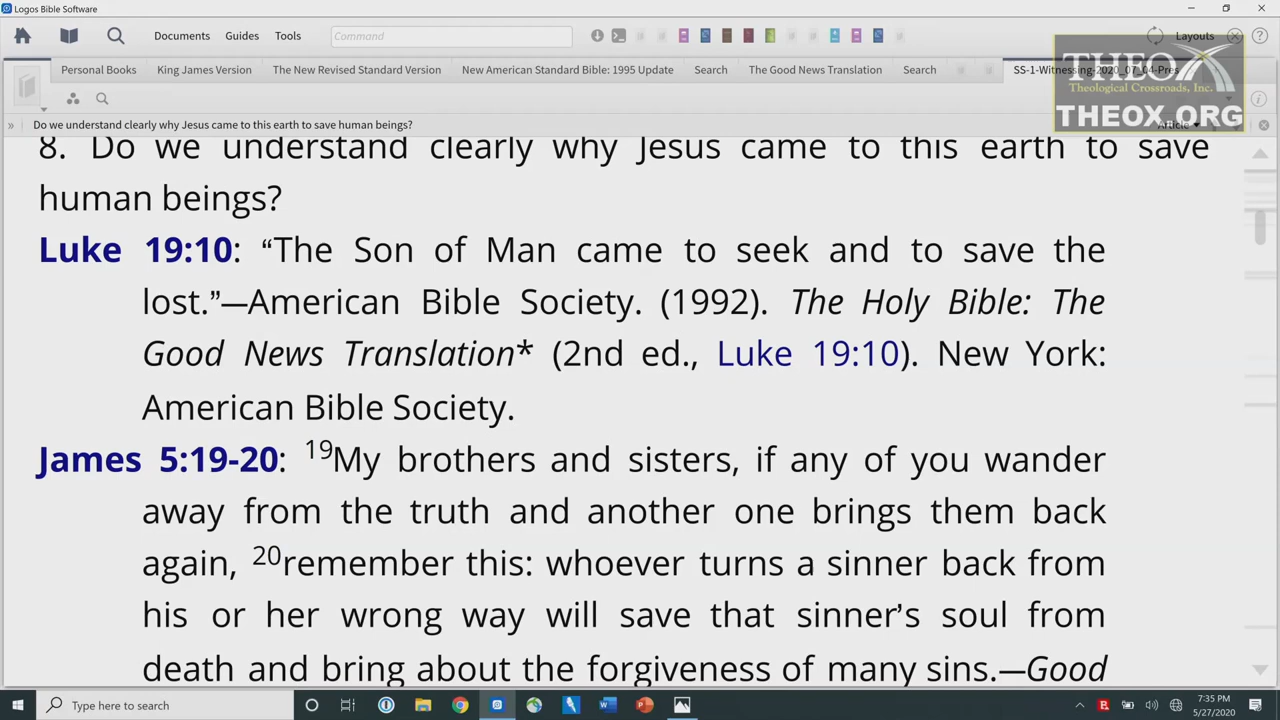 Logos Bible Software
Documents Guides Tools Command Layouts
Personal Books King James Version The New Revised ew American Standard Bible: 1995 Update Search The Good News Translation Search SS-1-Witnessing-2020_07_04-Pres
THEOX
Theological Crossroads, Inc.
THEOX.ORG
» Do we understand clearly why Jesus came to this earth to save human beings? Article
8. Do we understand clearly why Jesus came to this earth to save
human beings?
Luke 19:10: “The Son of Man came to seek and to save the
lost.”—American Bible Society. (1992). The Holy Bible: The
Good News Translation* (2nd ed., Luke 19:10). New York:
American Bible Society.
James 5:19-20: 19My brothers and sisters, if any of you wander
away from the truth and another one brings them back
again, 20remember this: whoever turns a sinner back from
his or her wrong way will save that sinner’s soul from
death and bring about the forgiveness of many sins.—Good
Type here to search
7:35 PM
5/27/2020